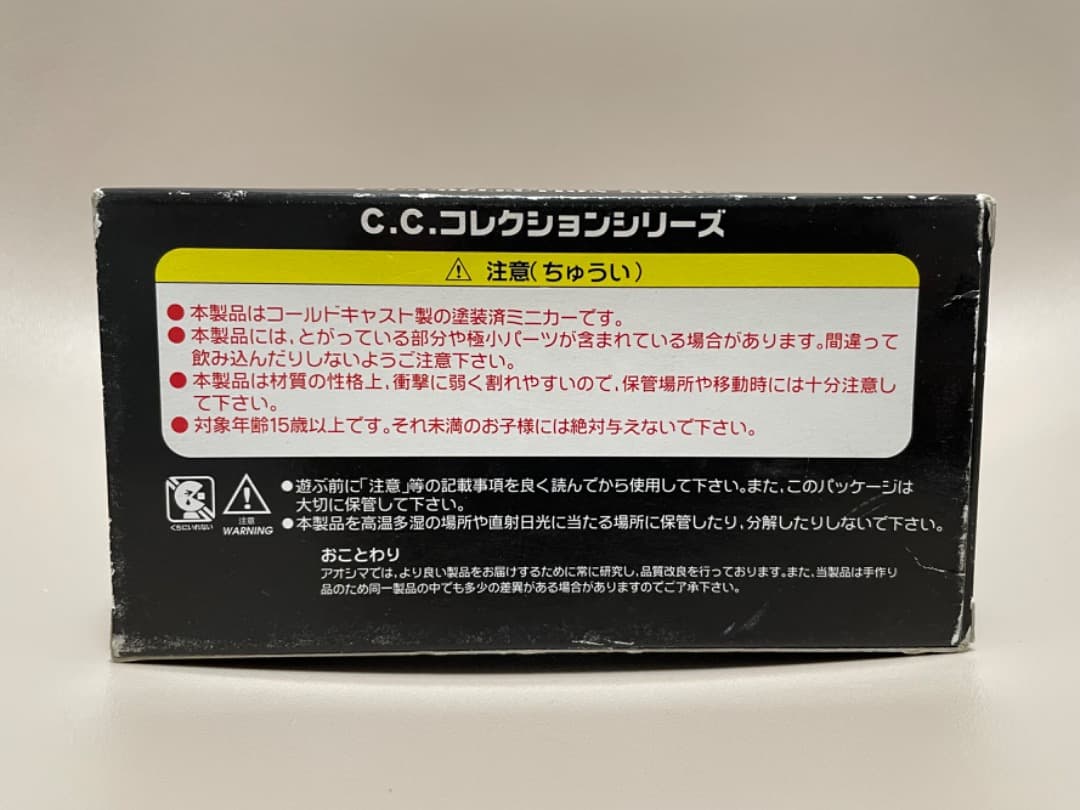 C.C.コレクションシリーズ
⚠ 注意(ちゅうい)
●本製品はコールドキャスト製の塗装済ミニカーです。
●本製品には、とがっている部分や極小パーツが含まれている場合があります。間違って
飲み込んだりしないようご注意下さい。
●本製品は材質の性格上、衝撃に弱く割れやすいので、保管場所や移動時には十分注意し
て下さい。
●対象年齢15歳以上です。それ未満のお子様には絶対与えないで下さい。
●遊ぶ前に「注意」等の記載事項を良く読んでから使用して下さい。また、このパッケージは
大切に保管して下さい。
●本製品を高温多湿の場所や直射日光に当たる場所に保管したり、分解したりしないで下さい。
くちにいれない
注意
WARNING
おことわり
アオシマでは、より良い製品をお届けするために常に研究し、品質改良を行っております。また、当製品は手作り
品のため同一製品の中でも多少の差異がある場合がありますのでご了承下さい。